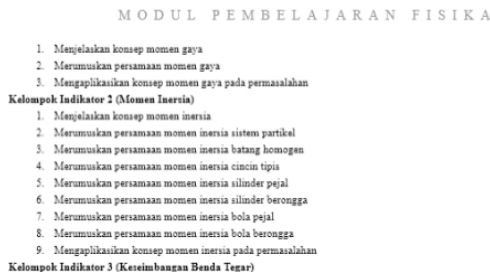 MODUL PEMBELAJARAN FISIKA
1. Menjelaskan konsep momen gaya
2. Merumuskan persamaan momen gaya
3. Mengaplikasikan konsep momen gaya pada permasalahan
Kelompok Indikator 2 (Momen Inersia)
1. Menjelaskan konsep momen inersia
2. Merumuskan persamaan momen inersia sistem partikel
3. Merumuskan persamaan momen inersia batang homogen
4. Merumuskan persamaan momen inersia cincin tipis
5. Merumuskan persamaan momen inersia silinder pejal
6. Merumuskan persamaan momen inersia silinder berongga
7. Merumuskan persamaan momen inersia bola pejal
8. Merumuskan persamaan momen inersia bola berongga
9. Mengaplikasikan konsep momen inersia pada permasalahan
Kelompok Indikator 3 (Keseimbangan Benda Tegar)